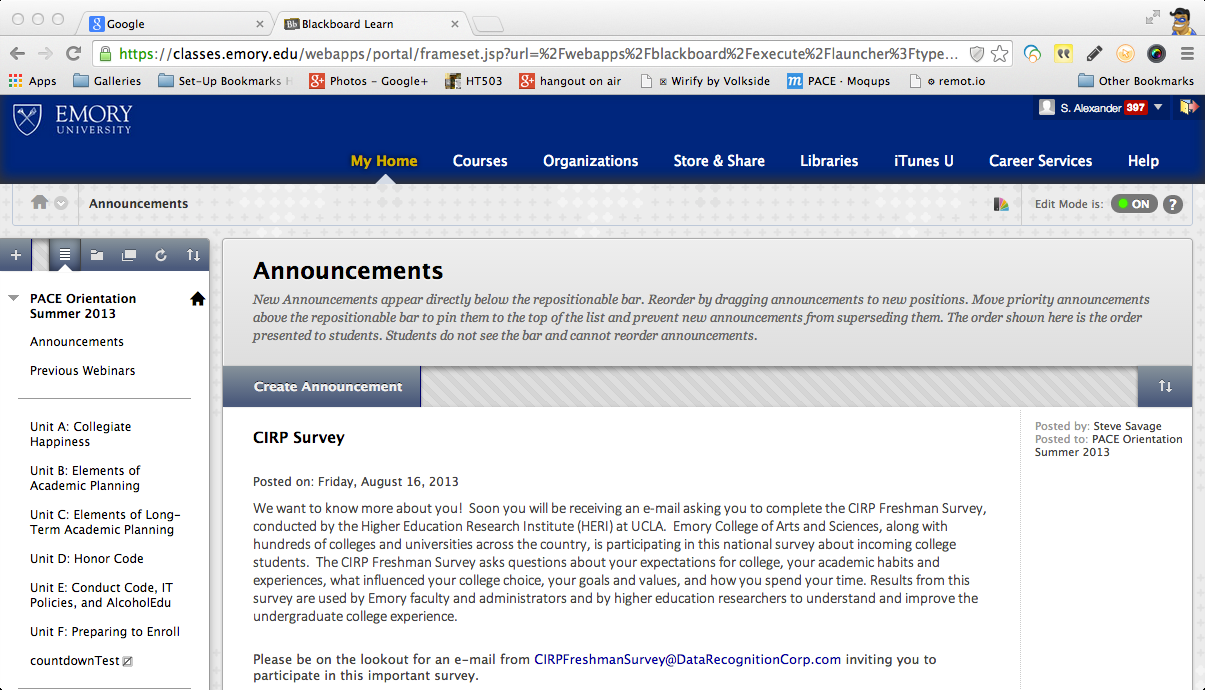 Google
Bb Blackboard Learn
https://classes.emory.edu/webapps/portal/frameset.jsp?url=%2Fwebapps%2Fblackboard%2Fexecute%2Flauncher%3Ftype...
Apps Galleries Set-Up Bookmarks Photos - Google+ HT503 hangout on air Wirify by Volkside PACE · Moqups remot.io Other Bookmarks
EMORY
UNIVERSITY
S. Alexander 397
My Home Courses Organizations Store & Share Libraries iTunes U Career Services Help
Announcements
Edit Mode is: ON ?
PACE Orientation
Summer 2013
Announcements
Previous Webinars
Unit A: Collegiate
Happiness
Unit B: Elements of
Academic Planning
Unit C: Elements of Long-
Term Academic Planning
Unit D: Honor Code
Unit E: Conduct Code, IT
Policies, and AlcoholEdu
Unit F: Preparing to Enroll
countdownTest
Announcements
New Announcements appear directly below the repositionable bar. Reorder by dragging announcements to new positions. Move priority announcements
above the repositionable bar to pin them to the top of the list and prevent new announcements from superseding them. The order shown here is the order
presented to students. Students do not see the bar and cannot reorder announcements.
Create Announcement
CIRP Survey
Posted on: Friday, August 16, 2013
We want to know more about you! Soon you will be receiving an e-mail asking you to complete the CIRP Freshman Survey,
conducted by the Higher Education Research Institute (HERI) at UCLA. Emory College of Arts and Sciences, along with
hundreds of colleges and universities across the country, is participating in this national survey about incoming college
students. The CIRP Freshman Survey asks questions about your expectations for college, your academic habits and
experiences, what influenced your college choice, your goals and values, and how you spend your time. Results from this
survey are used by Emory faculty and administrators and by higher education researchers to understand and improve the
undergraduate college experience.
Please be on the lookout for an e-mail from CIRPFreshmanSurvey@DataRecognitionCorp.com inviting you to
participate in this important survey.
Posted by: Steve Savage
Posted to: PACE Orientation
Summer 2013